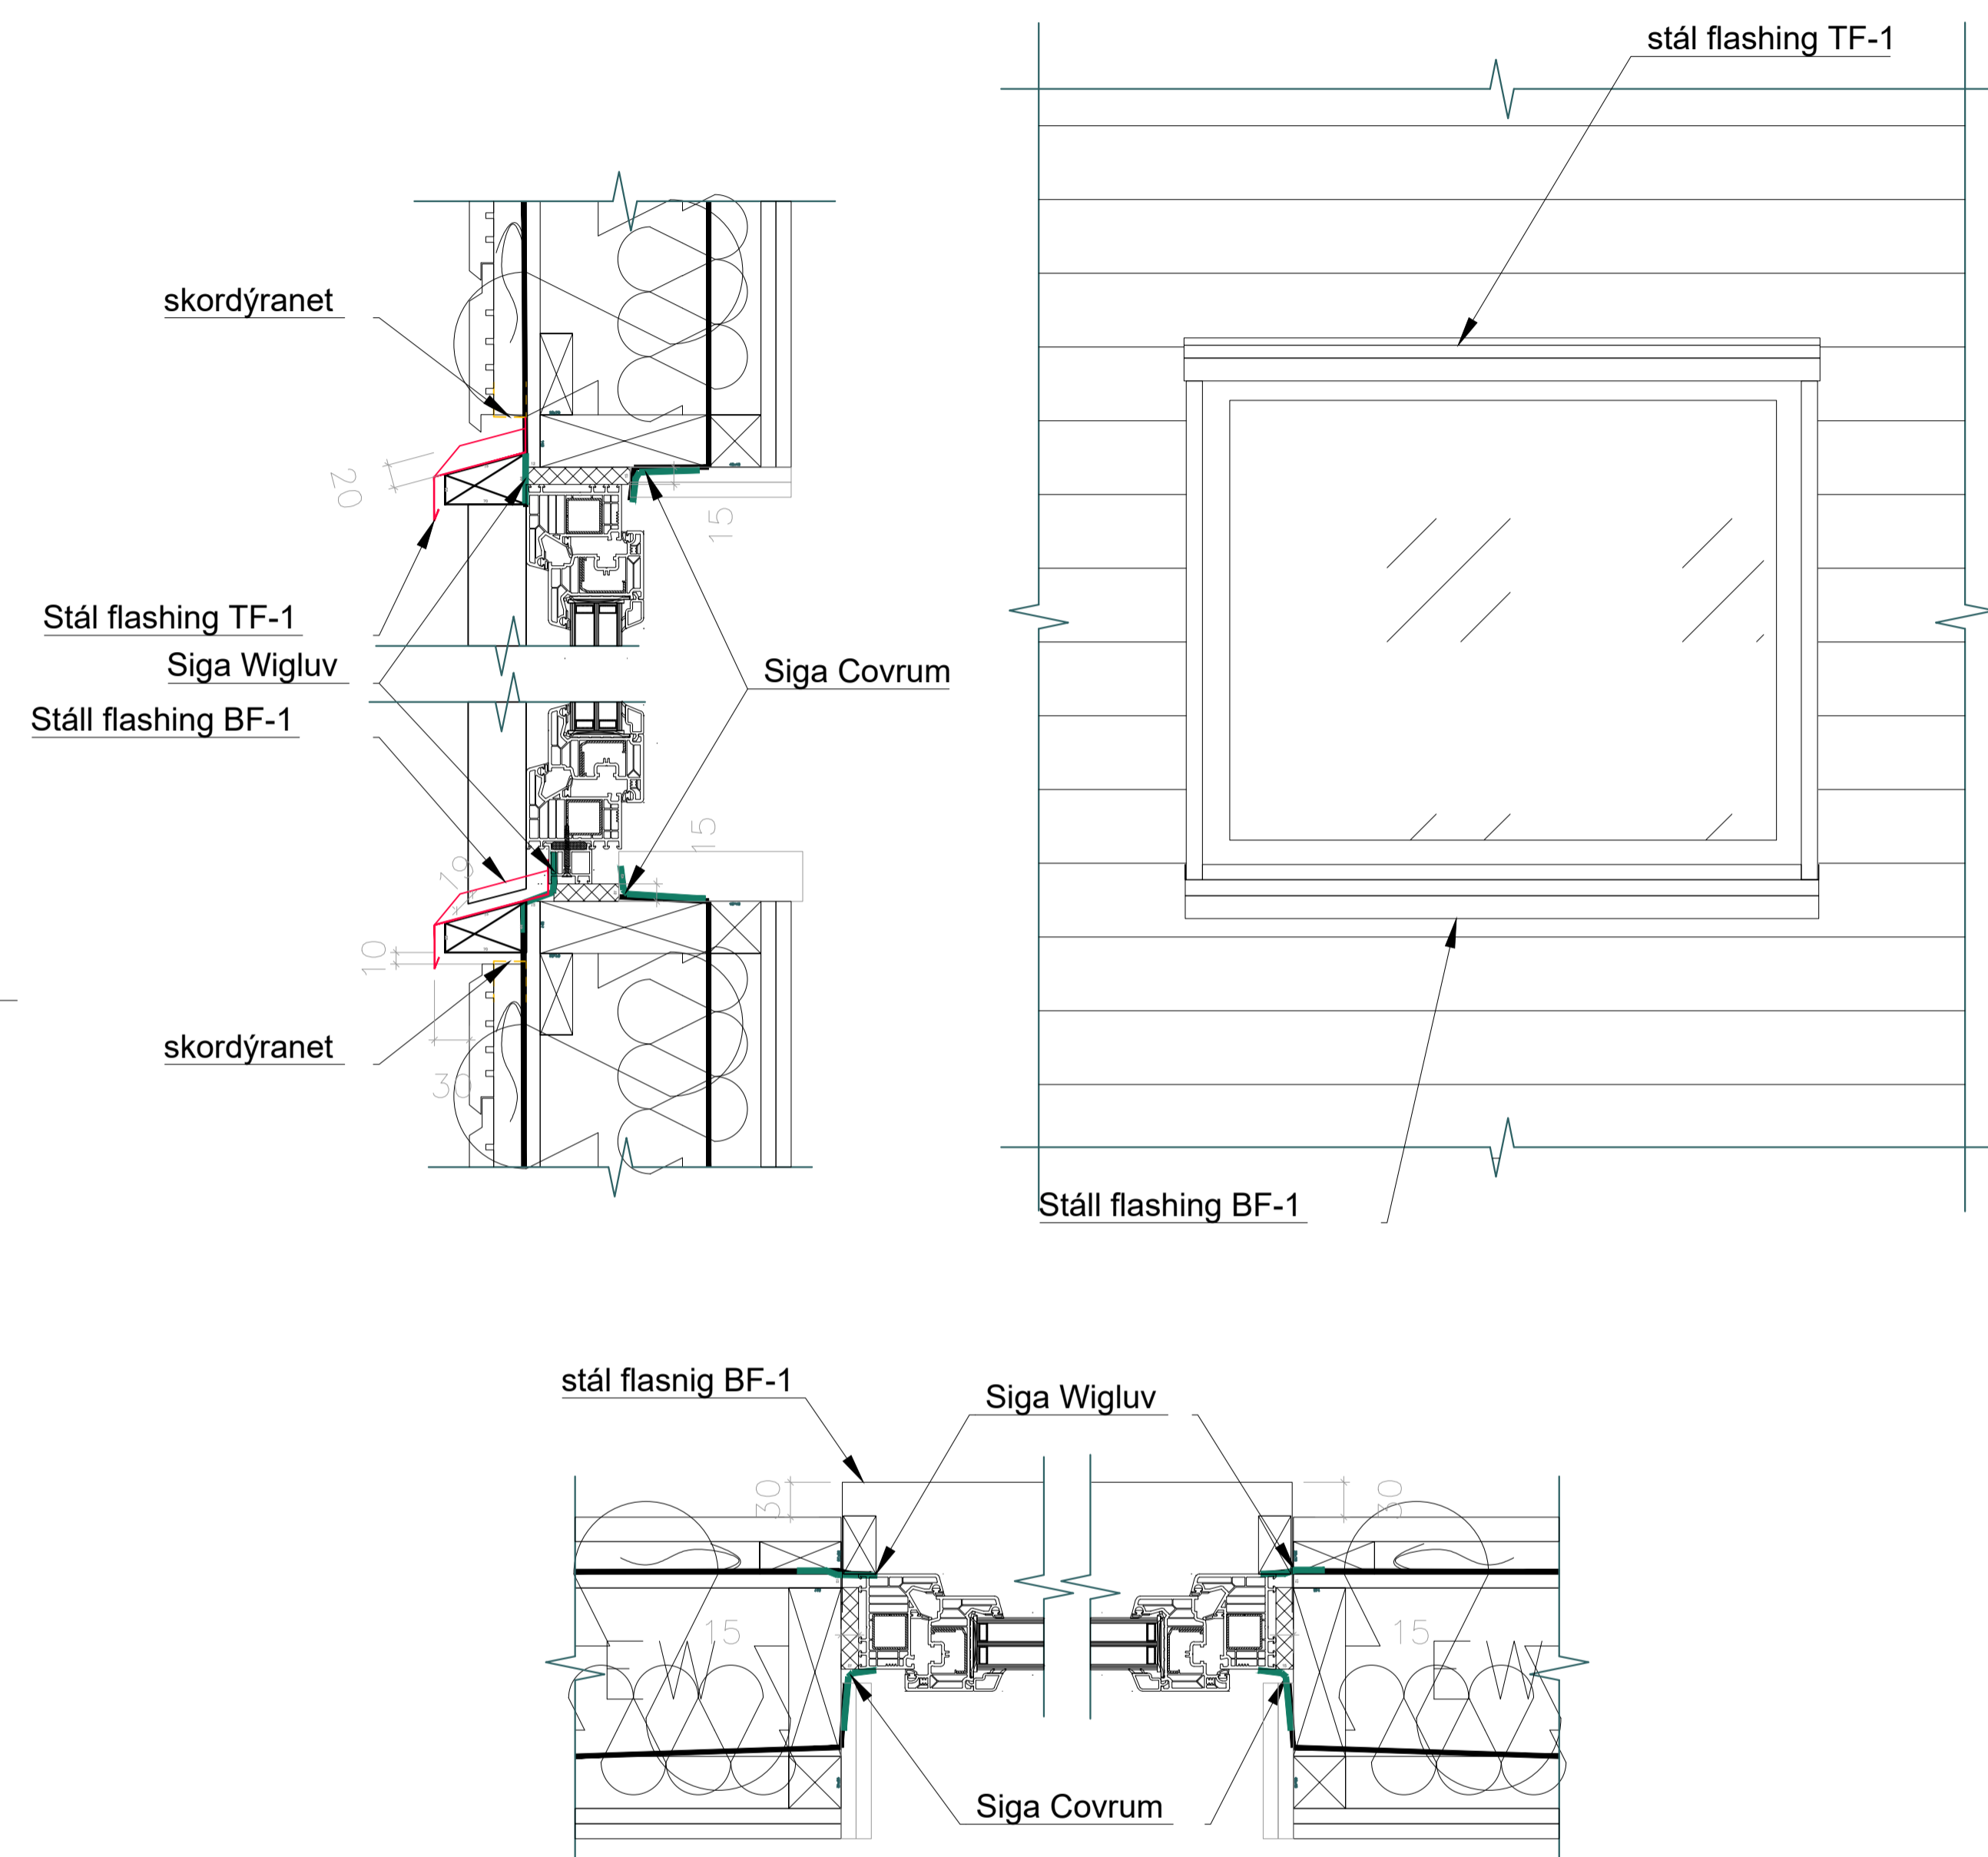 stál flashing TF-1
skordýranet
20
15
Stál flashing TF-1
Siga Wigluv
Siga Covrum
Stáll flashing BF-1
15
19
10
skordýranet
30
Stáll flashing BF-1
stál flasnig BF-1
Siga Wigluv
30
30
15
15
Siga Covrum